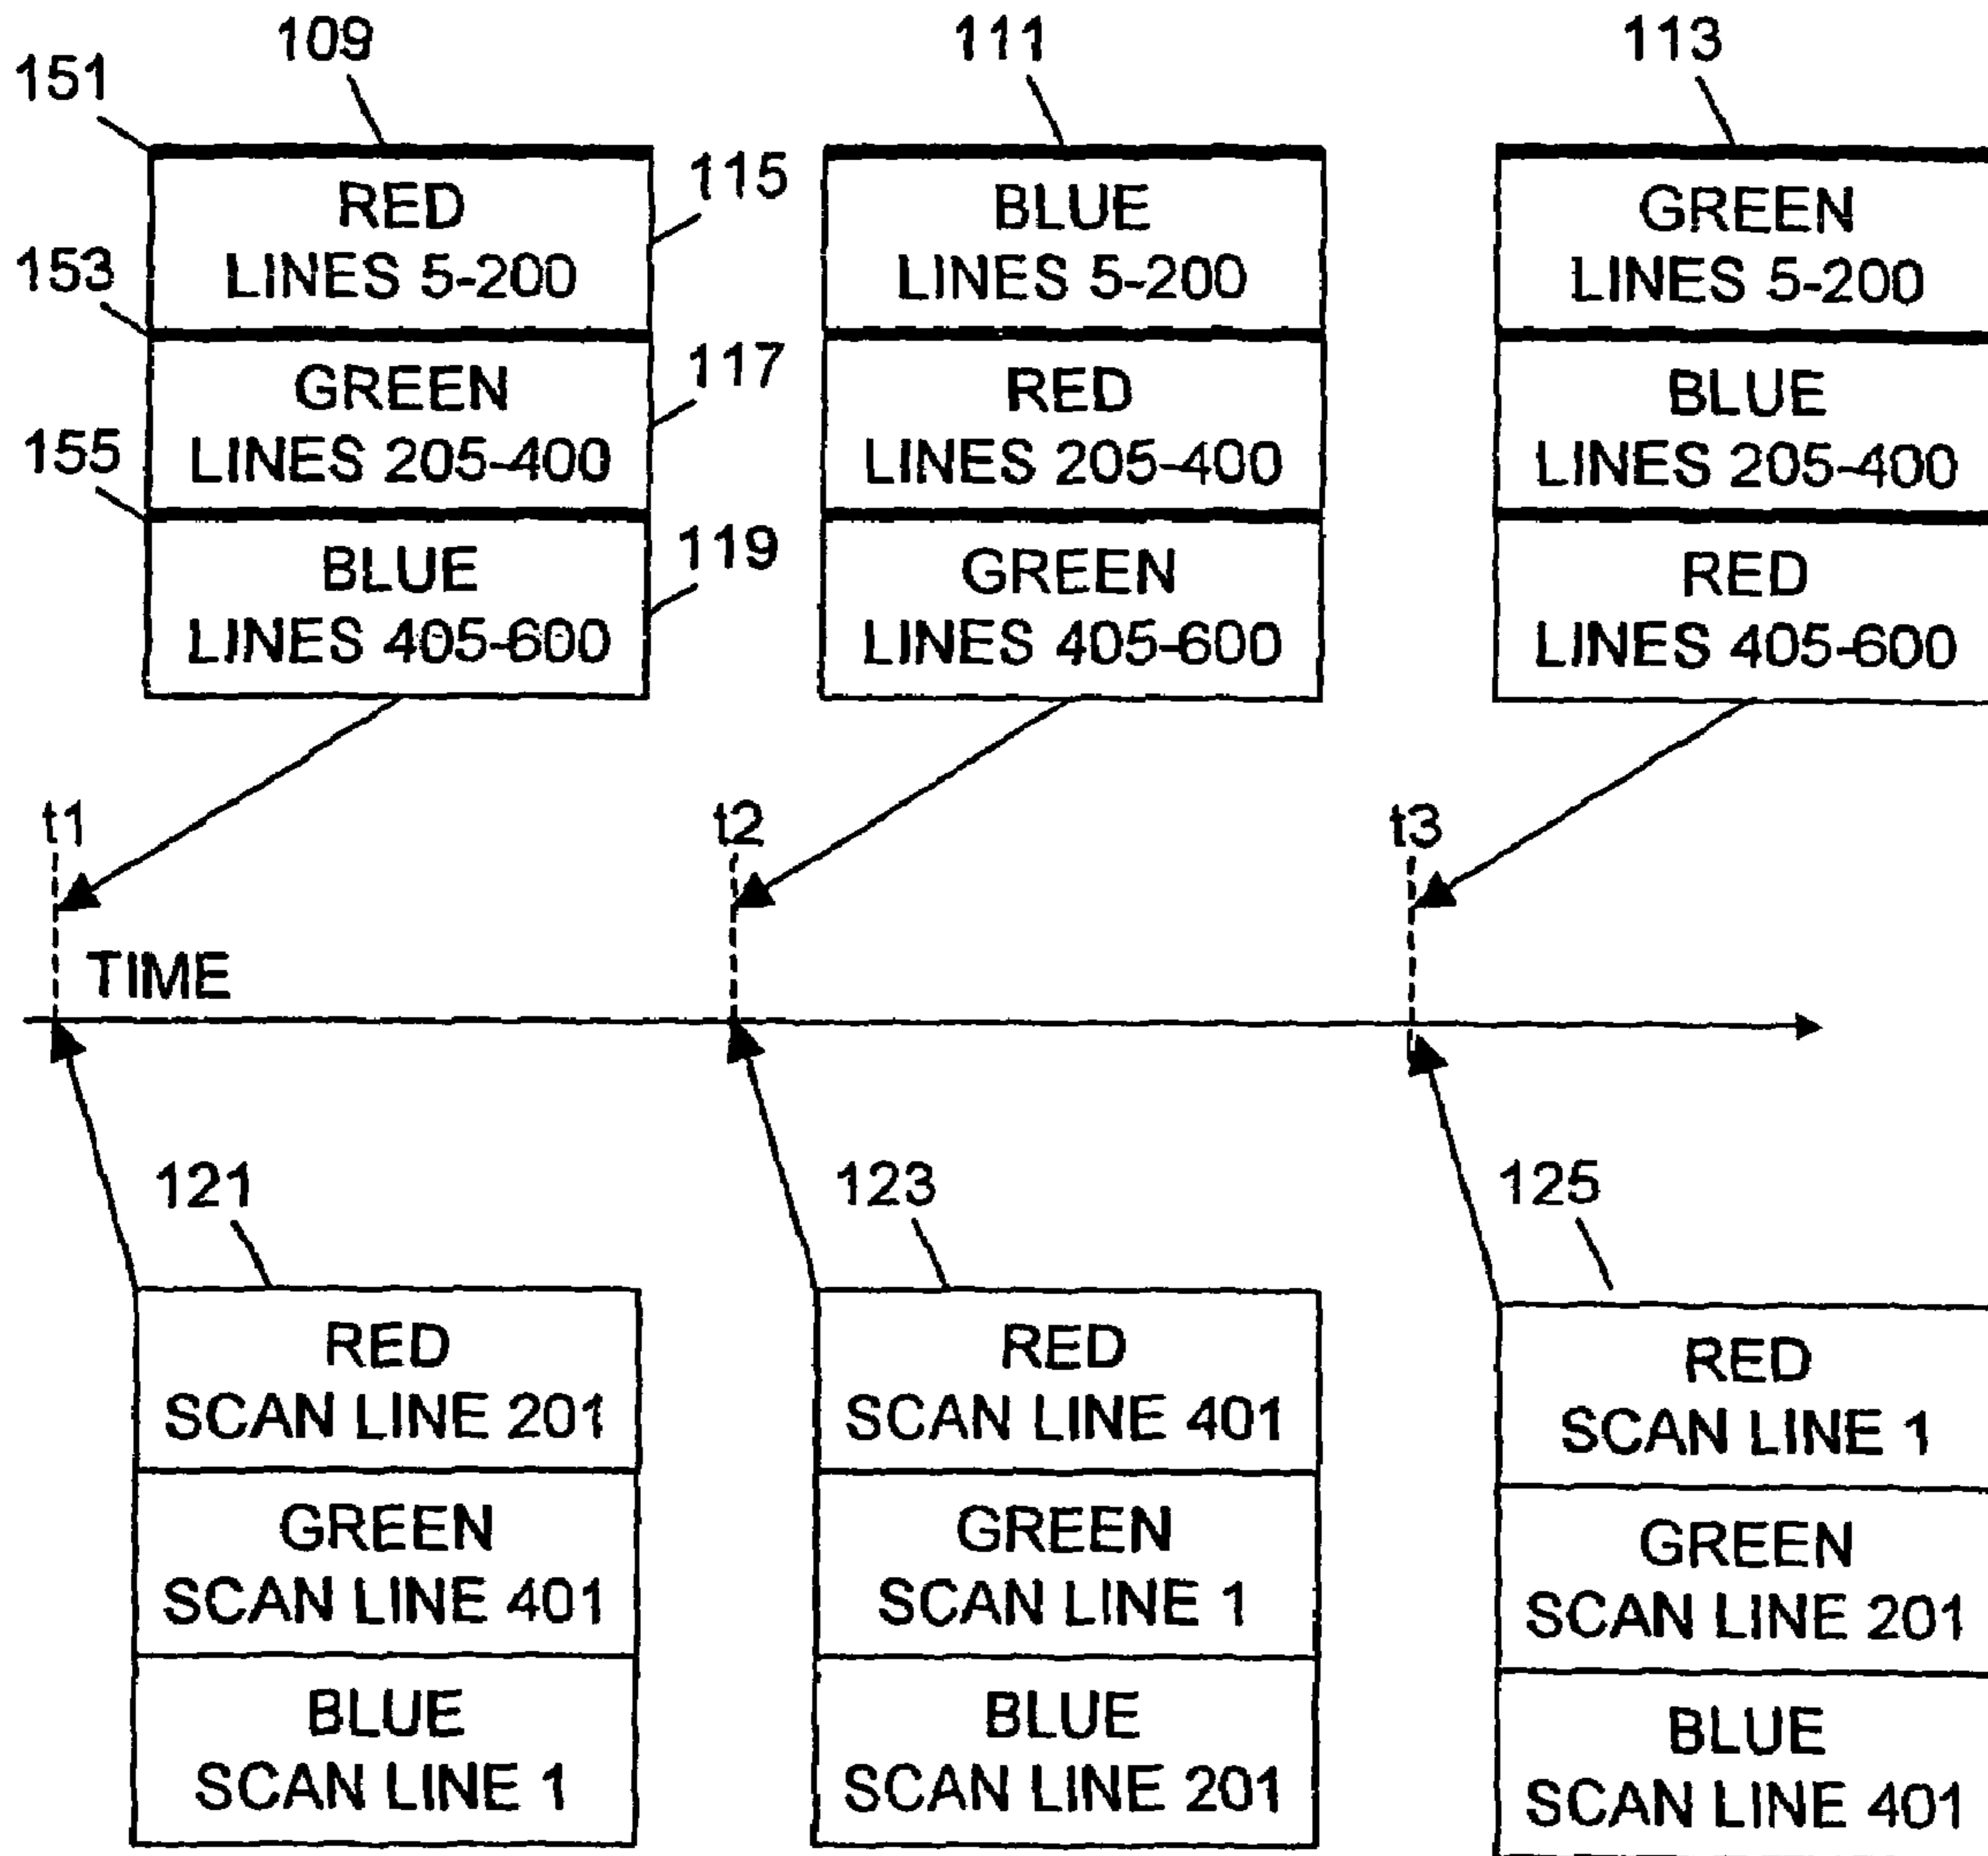 109
111
113
151
115
RED
LINES 5-200
BLUE
LINES 5-200
GREEN
LINES 5-200
153
117
GREEN
LINES 205-400
RED
LINES 205-400
BLUE
LINES 205-400
155
119
BLUE
LINES 405-600
GREEN
LINES 405-600
RED
LINES 405-600
t1
t2
t3
TIME
121
123
125
RED
SCAN LINE 201
RED
SCAN LINE 401
RED
SCAN LINE 1
GREEN
SCAN LINE 401
GREEN
SCAN LINE 1
GREEN
SCAN LINE 201
BLUE
SCAN LINE 1
BLUE
SCAN LINE 201
BLUE
SCAN LINE 401